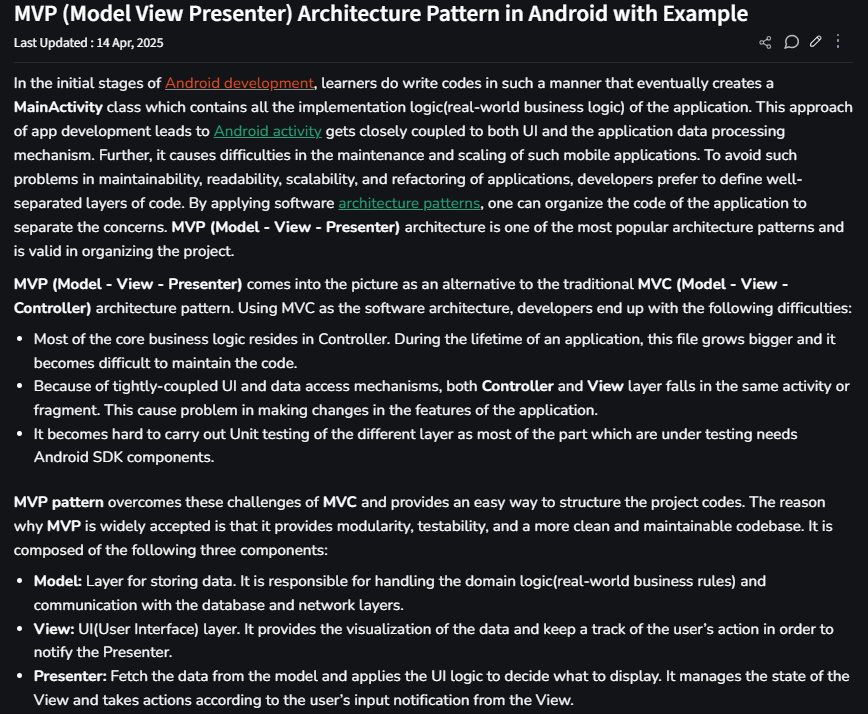 MVP (Model View Presenter) Architecture Pattern in Android with Example
Last Updated : 14 Apr, 2025
In the initial stages of Android development, learners do write codes in such a manner that eventually creates a
MainActivity class which contains all the implementation logic(real-world business logic) of the application. This approach
of app development leads to Android activity gets closely coupled to both UI and the application data processing
mechanism. Further, it causes difficulties in the maintenance and scaling of such mobile applications. To avoid such
problems in maintainability, readability, scalability, and refactoring of applications, developers prefer to define well-
separated layers of code. By applying software architecture patterns, one can organize the code of the application to
separate the concerns. MVP (Model - View - Presenter) architecture is one of the most popular architecture patterns and
is valid in organizing the project.
MVP (Model - View - Presenter) comes into the picture as an alternative to the traditional MVC (Model - View -
Controller) architecture pattern. Using MVC as the software architecture, developers end up with the following difficulties:
• Most of the core business logic resides in Controller. During the lifetime of an application, this file grows bigger and it
becomes difficult to maintain the code.
• Because of tightly-coupled UI and data access mechanisms, both Controller and View layer falls in the same activity or
fragment. This cause problem in making changes in the features of the application.
• It becomes hard to carry out Unit testing of the different layer as most of the part which are under testing needs
Android SDK components.
MVP pattern overcomes these challenges of MVC and provides an easy way to structure the project codes. The reason
why MVP is widely accepted is that it provides modularity, testability, and a more clean and maintainable codebase. It is
composed of the following three components:
• Model: Layer for storing data. It is responsible for handling the domain logic(real-world business rules) and
communication with the database and network layers.
• View: UI(User Interface) layer. It provides the visualization of the data and keep a track of the user's action in order to
notify the Presenter.
• Presenter: Fetch the data from the model and applies the UI logic to decide what to display. It manages the state of the
View and takes actions according to the user's input notification from the View.